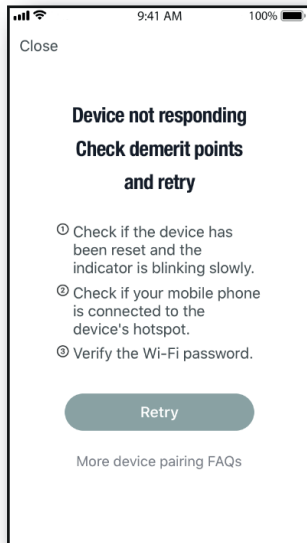 9:41 AM
100%
Close
Device not responding
Check demerit points
and retry
① Check if the device has
been reset and the
indicator is blinking slowly.
② Check if your mobile phone
is connected to the
device's hotspot.
③ Verify the Wi-Fi password.
Retry
More device pairing FAQs